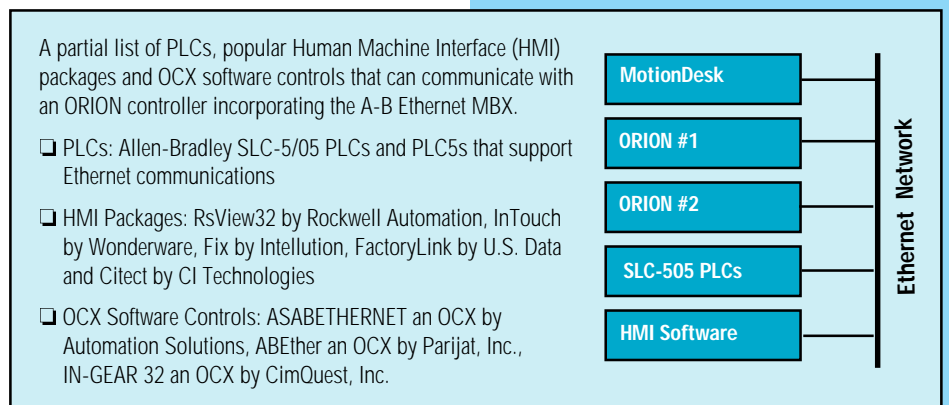 A partial list of PLCs, popular Human Machine Interface (HMI)
packages and OCX software controls that can communicate with
an ORION controller incorporating the A-B Ethernet MBX.
❏ PLCs: Allen-Bradley SLC-5/05 PLCs and PLC5s that support
Ethernet communications
❏ HMI Packages: RsView32 by Rockwell Automation, InTouch
by Wonderware, Fix by Intellution, FactoryLink by U.S. Data
and Citect by CI Technologies
❏ OCX Software Controls: ASABETHERNET an OCX by
Automation Solutions, ABEther an OCX by Parijat, Inc.,
IN-GEAR 32 an OCX by CimQuest, Inc.
MotionDesk
ORION #1
ORION #2
SLC-505 PLCs
HMI Software
Ethernet Network